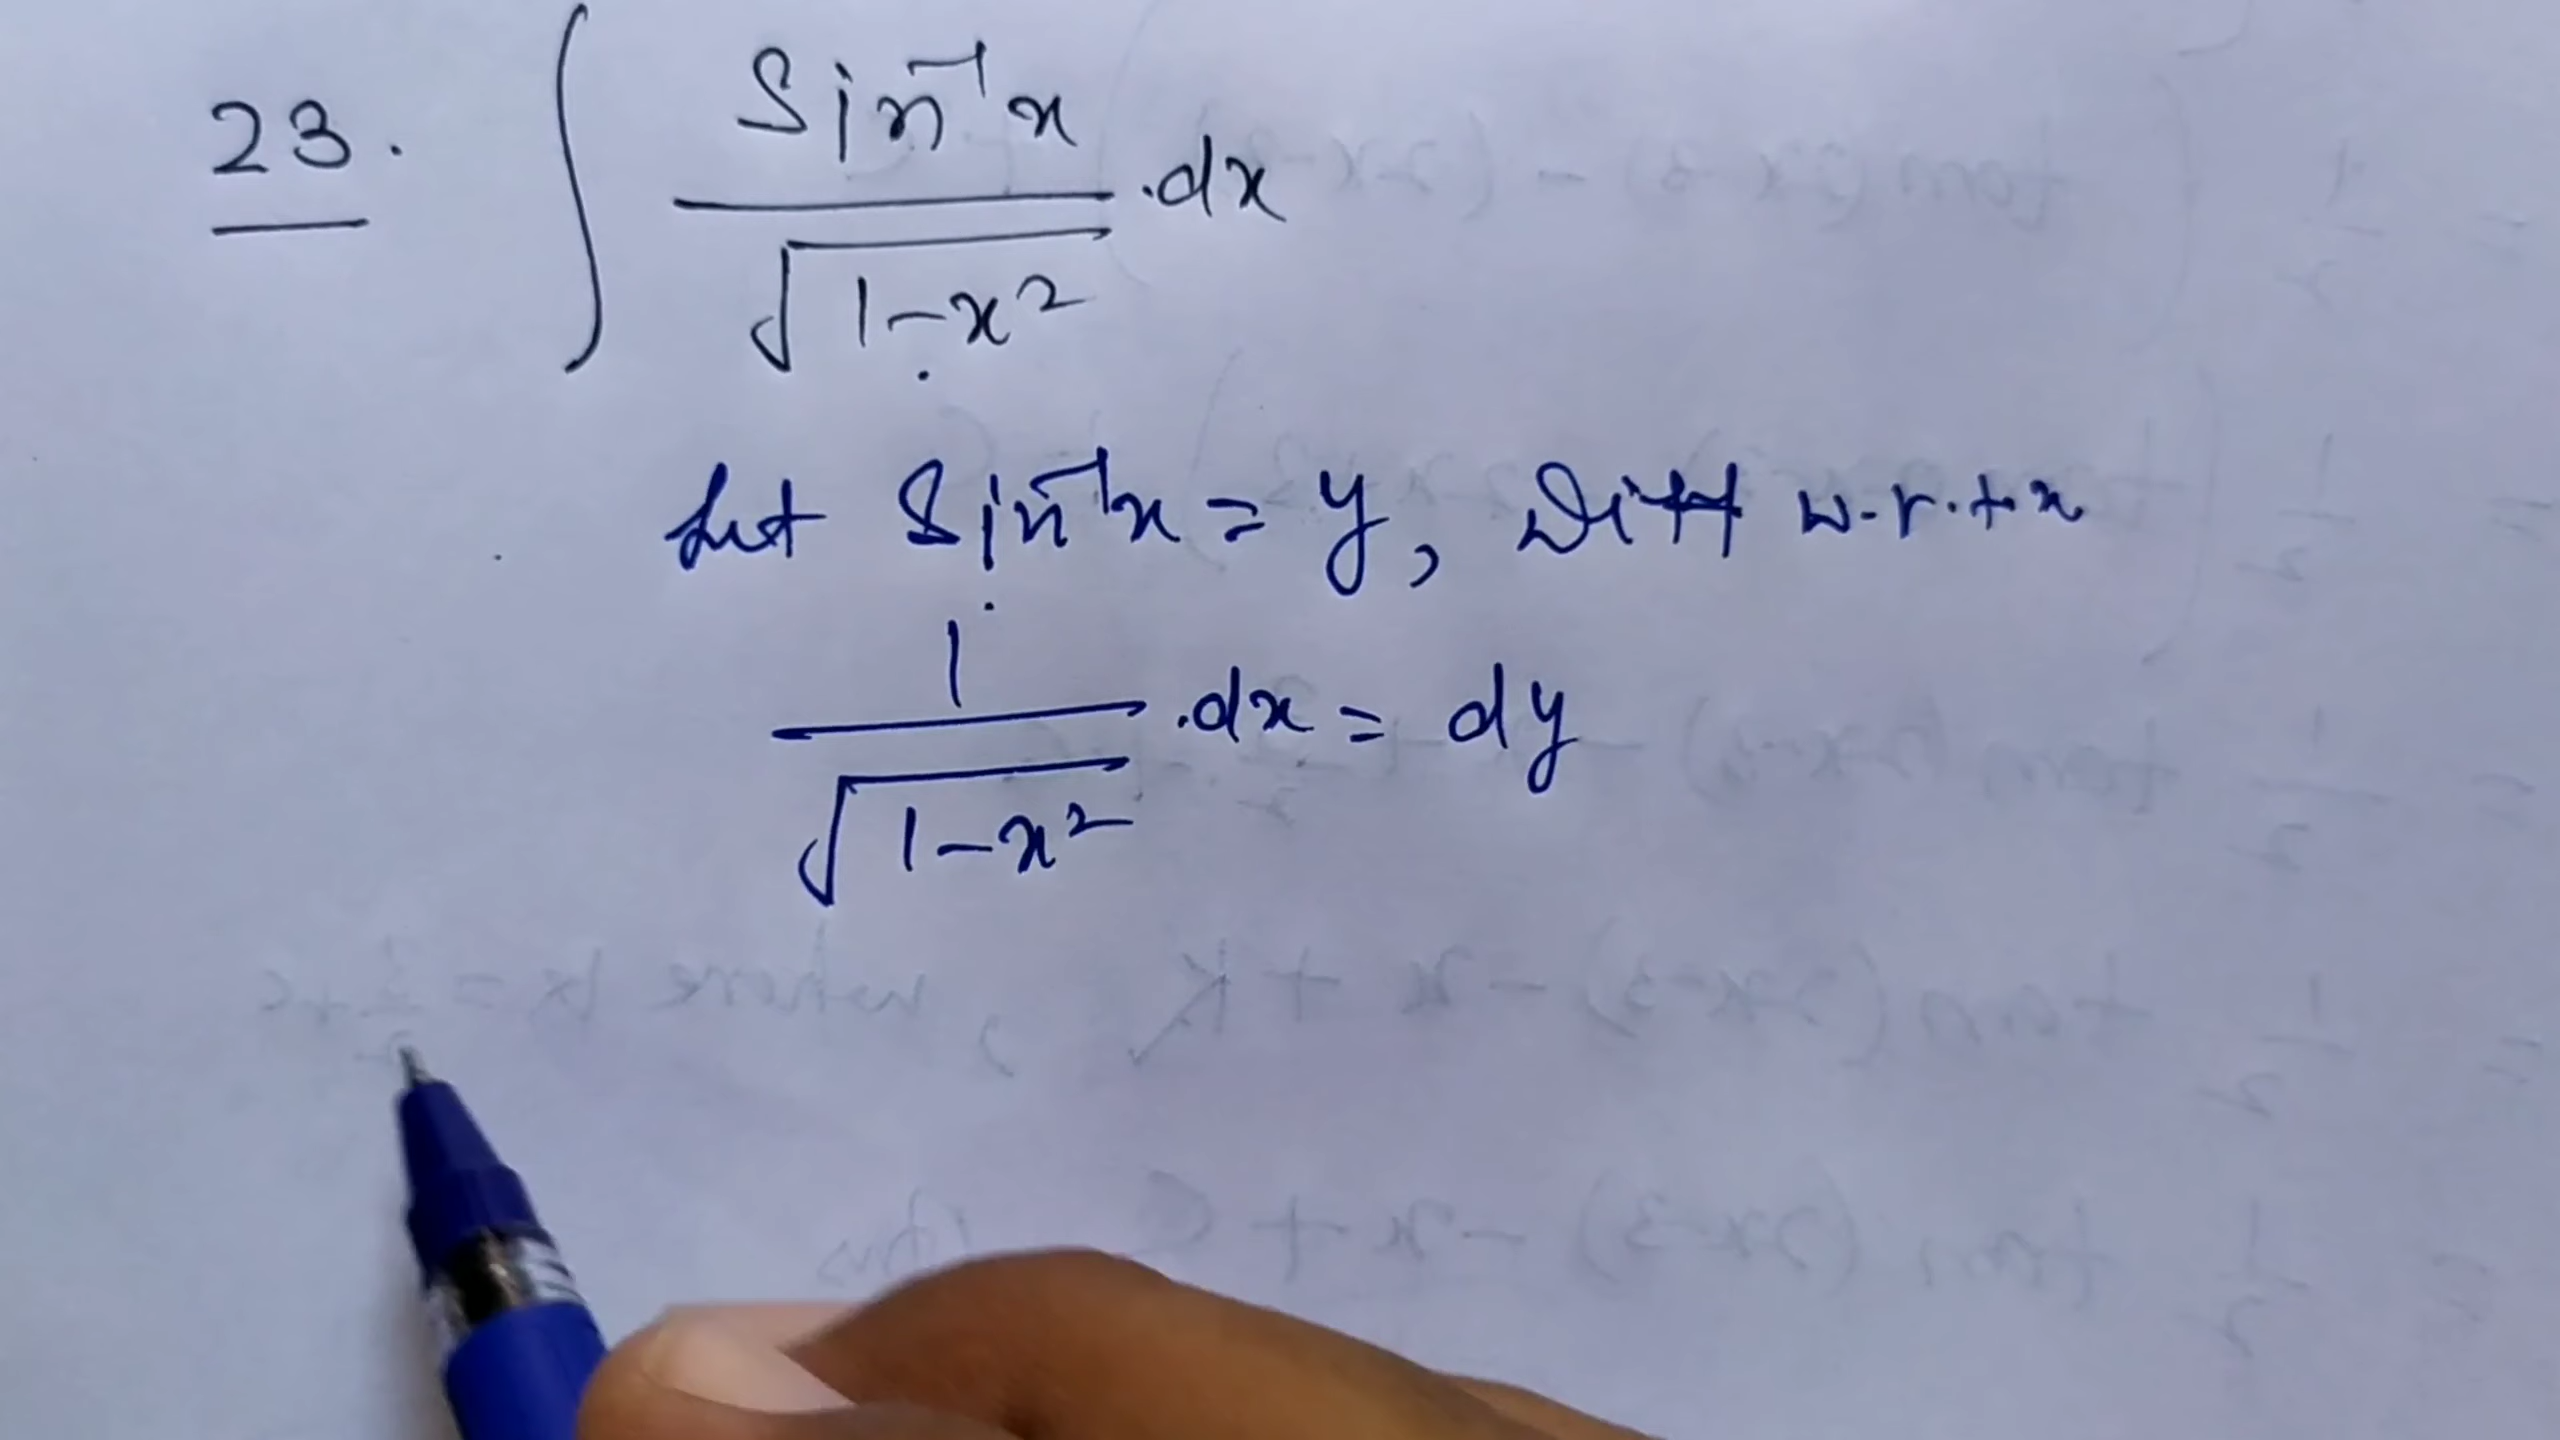 23. ∫ Sin⁻¹x / √(1-x²) .dx
Let Sin⁻¹x = y, Diff w.r.t x
1 / √(1-x²) .dx = dy